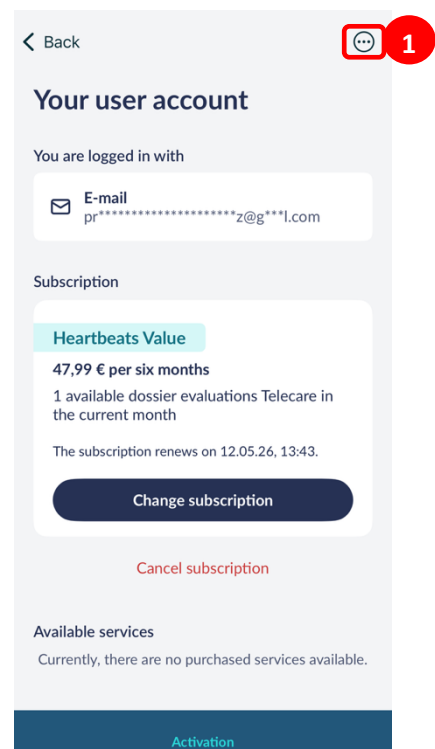 Back
1
Your user account
You are logged in with
E-mail
pr*********************z@g***l.com
Subscription
Heartbeats Value
47,99 € per six months
1 available dossier evaluations Telecare in
the current month
The subscription renews on 12.05.26, 13:43.
Change subscription
Cancel subscription
Available services
Currently, there are no purchased services available.
Activation